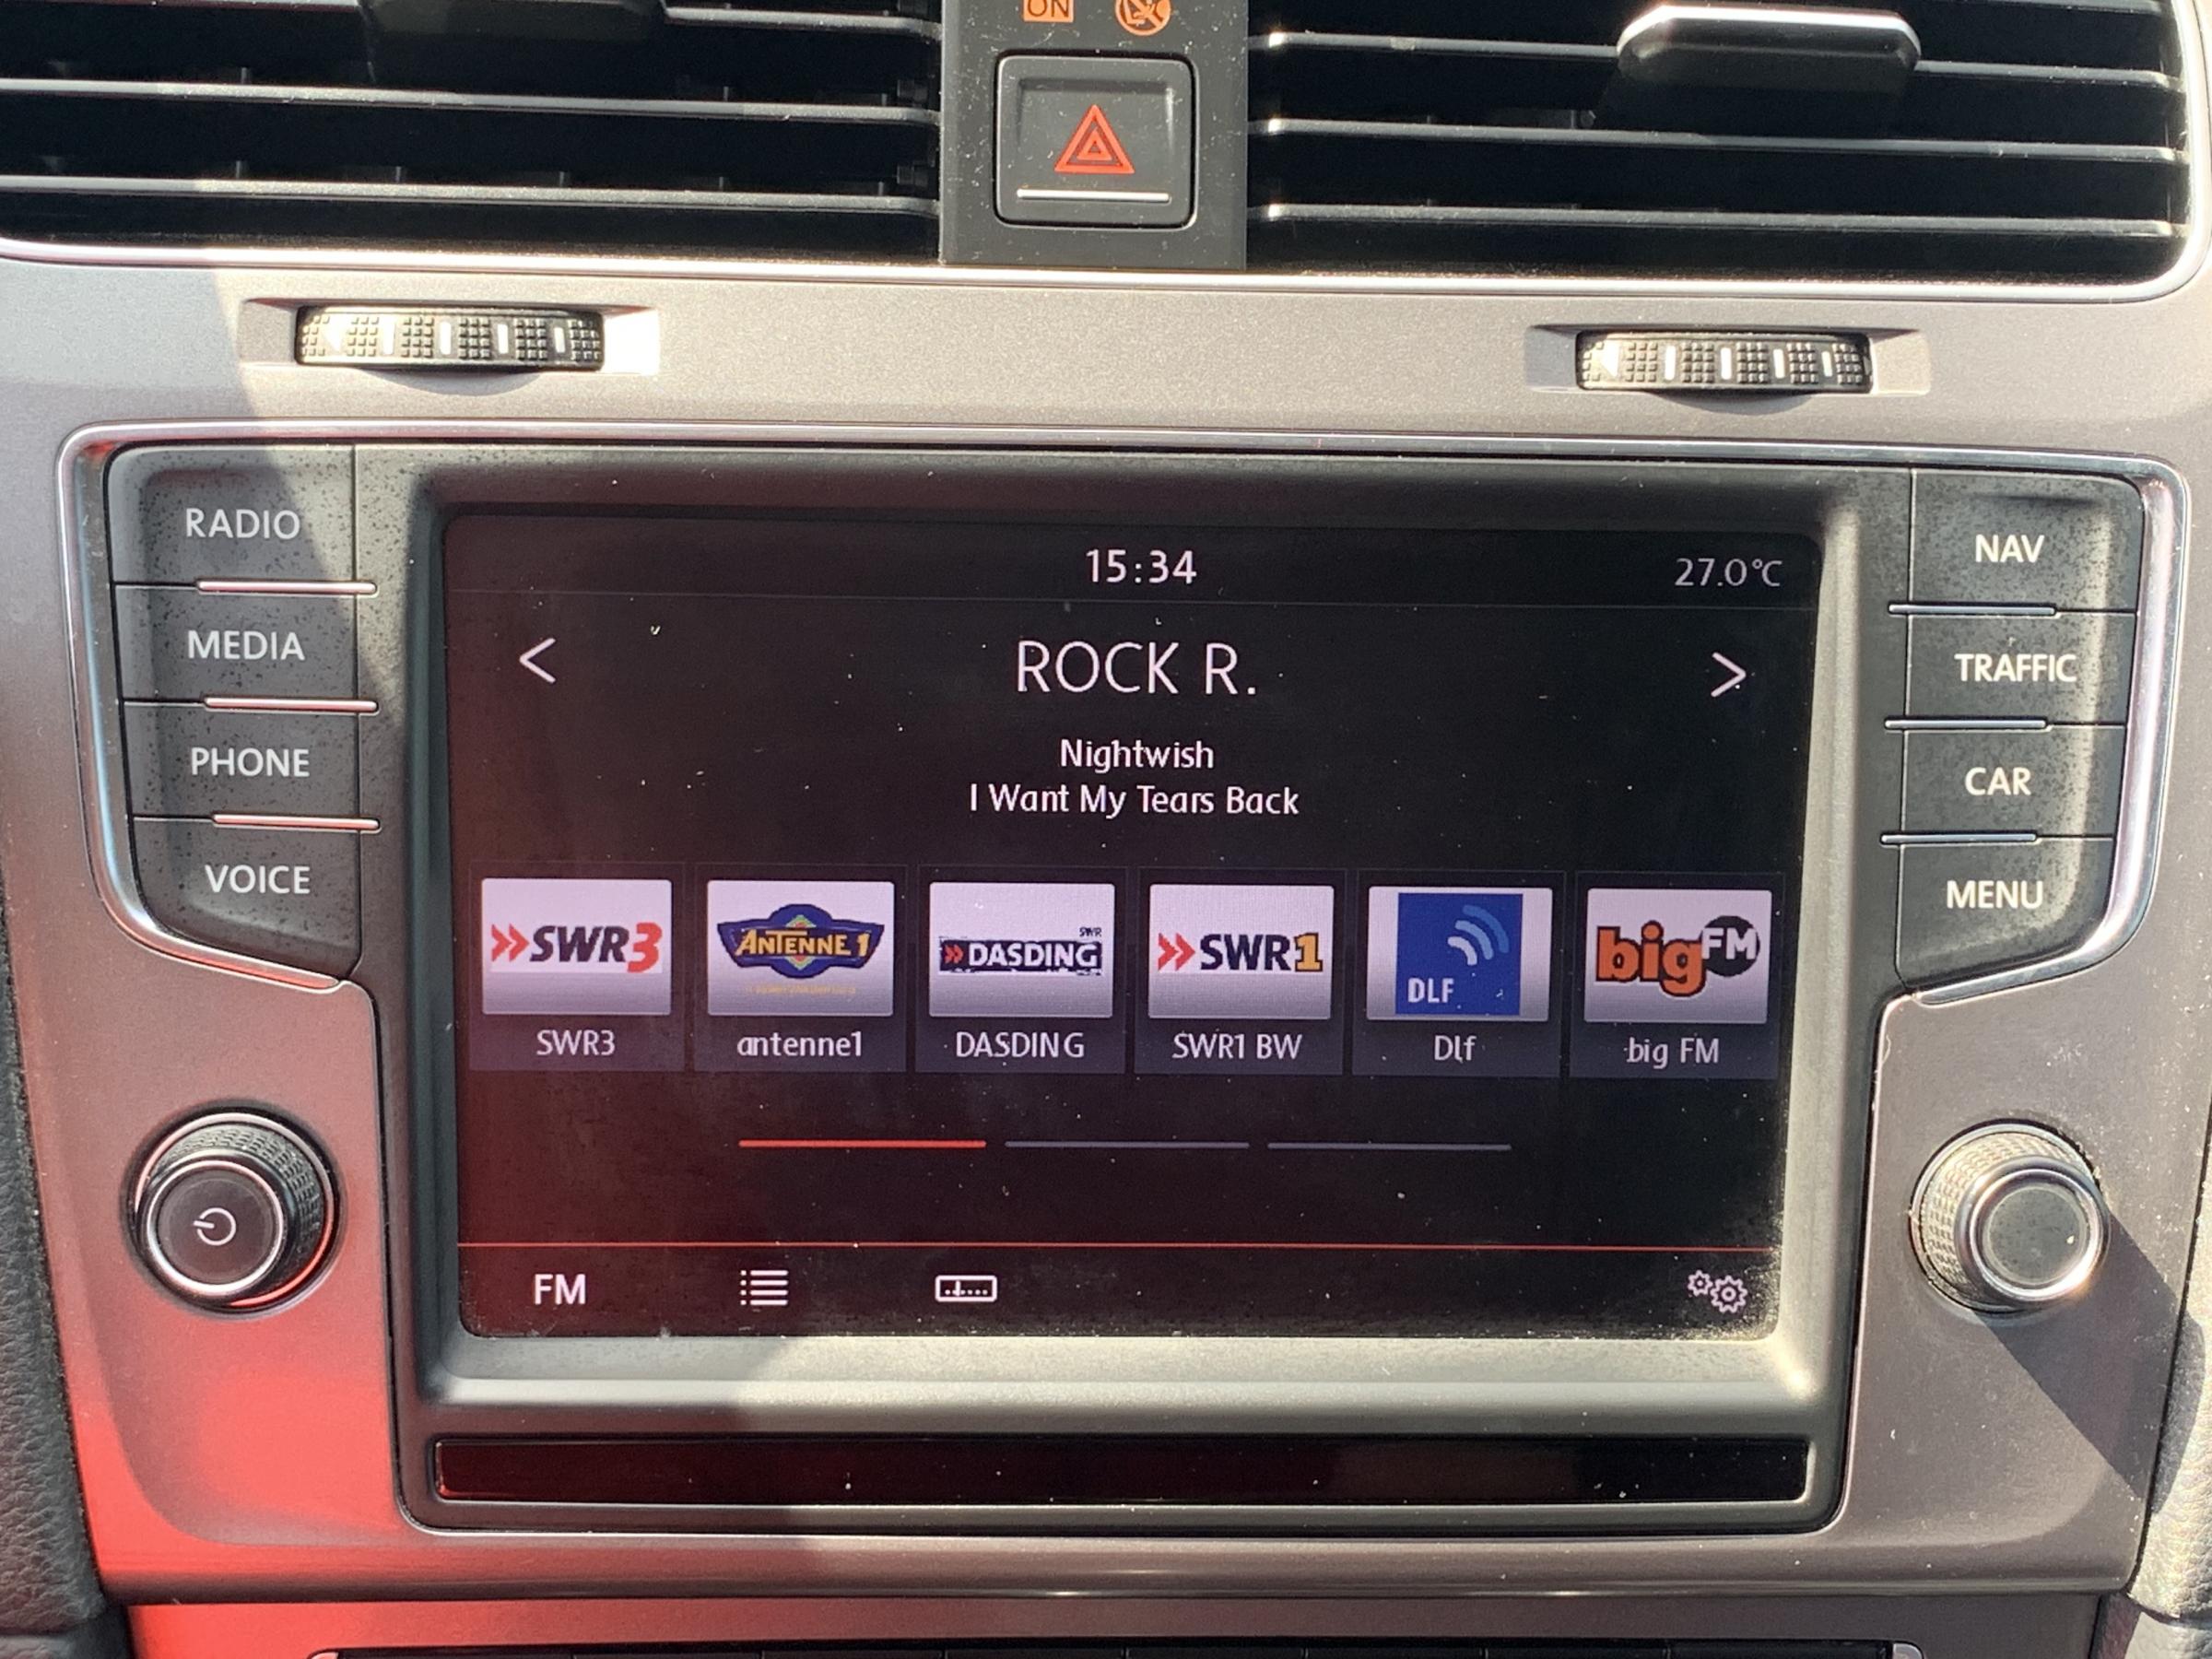 ON
RADIO
MEDIA
PHONE
VOICE
15:34
27.0°C
< ROCK R. >
Nightwish
I Want My Tears Back
SWR3
ANTENNE 1
SWR
DASDING
SWR1
DLF
bigFM
SWR3
antenne1
DASDING
SWR1 BW
Dlf
big FM
FM
NAV
TRAFFIC
CAR
MENU